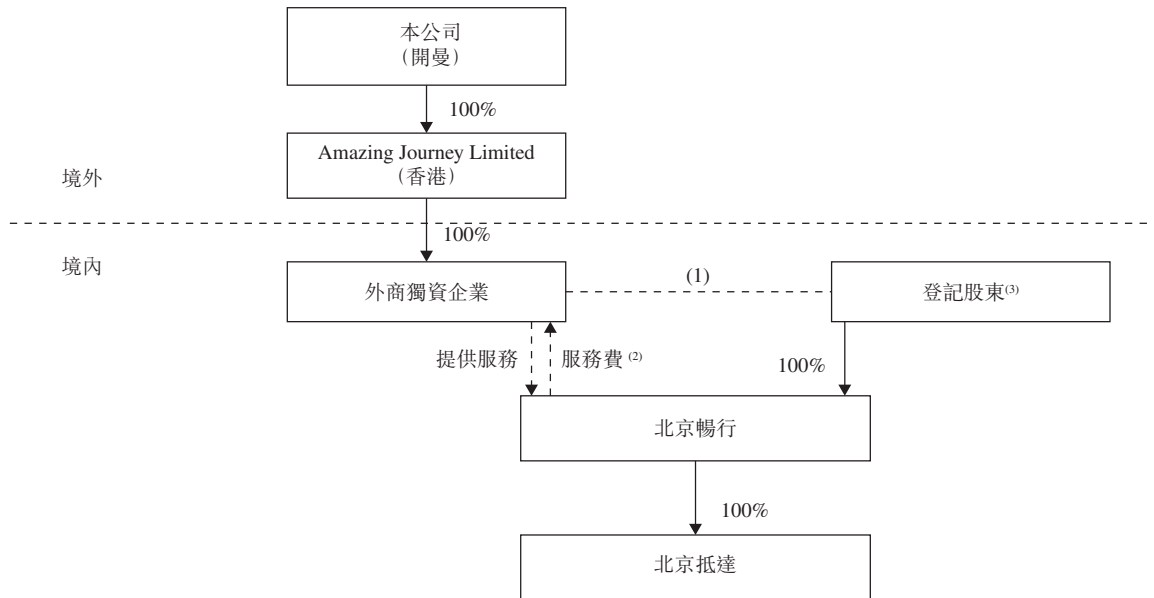 本公司
（開曼）
100%
Amazing Journey Limited
（香港）
境外
100%
境內
外商獨資企業
(1)
登記股東(3)
提供服務
服務費 (2)
100%
北京暢行
100%
北京抵達